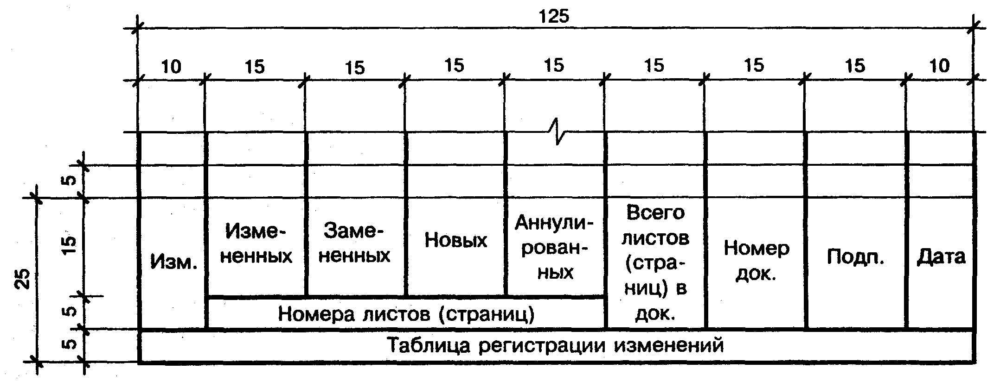 125
10 15 15 15 15 15 15 15 10
5
15
25
5
5
Изм.
Изме-
ненных
Заме-
ненных
Новых
Аннули-
рован-
ных
Всего
листов
(стра-
ниц) в
док.
Номер
док.
Подп.
Дата
Номера листов (страниц)
Таблица регистрации изменений